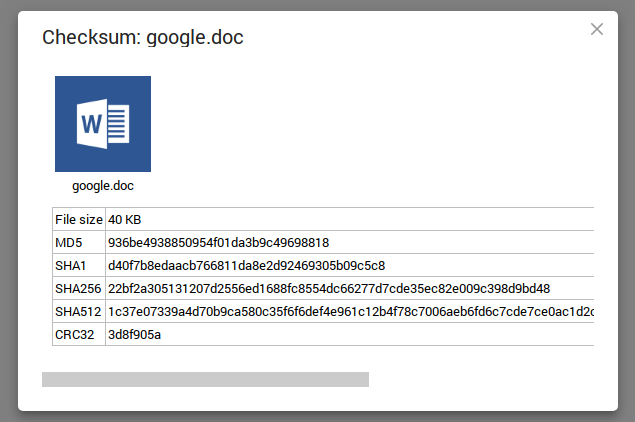 Checksum: google.doc
W
google.doc
File size 40 KB
MD5 936be4938850954f01da3b9c49698818
SHA1 d40f7b8edaacb766811da8e2d92469305b09c5c8
SHA256 22bf2a305131207d2556ed1688fc8554dc66277d7cde35ec82e009c398d9bd48
SHA512 1c37e07339a4d70b9ca580c35f6f6def4e961c12b4f78c7006aeb6fd6c7cde7ce0ac1d2c
CRC32 3d8f905a